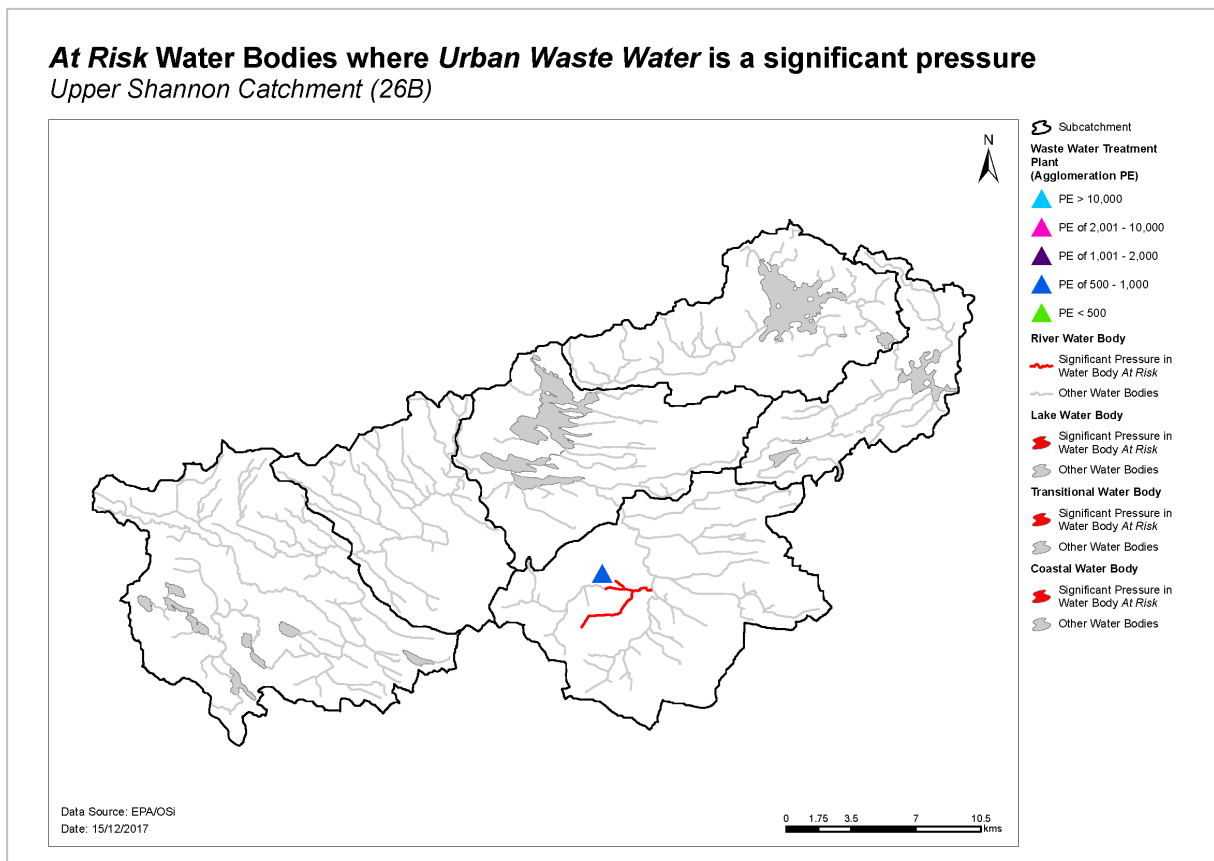 At Risk Water Bodies where Urban Waste Water is a significant pressure
Upper Shannon Catchment (26B)
N
Subcatchment
Waste Water Treatment
Plant
(Agglomeration PE)
PE > 10,000
PE of 2,001 - 10,000
PE of 1,001 - 2,000
PE of 500 - 1,000
PE < 500
River Water Body
Significant Pressure in
Water Body At Risk
Other Water Bodies
Lake Water Body
Significant Pressure in
Water Body At Risk
Other Water Bodies
Transitional Water Body
Significant Pressure in
Water Body At Risk
Other Water Bodies
Coastal Water Body
Significant Pressure in
Water Body At Risk
Other Water Bodies
Data Source: EPA/OSi
Date: 15/12/2017
0 1.75 3.5 7 10.5
kms